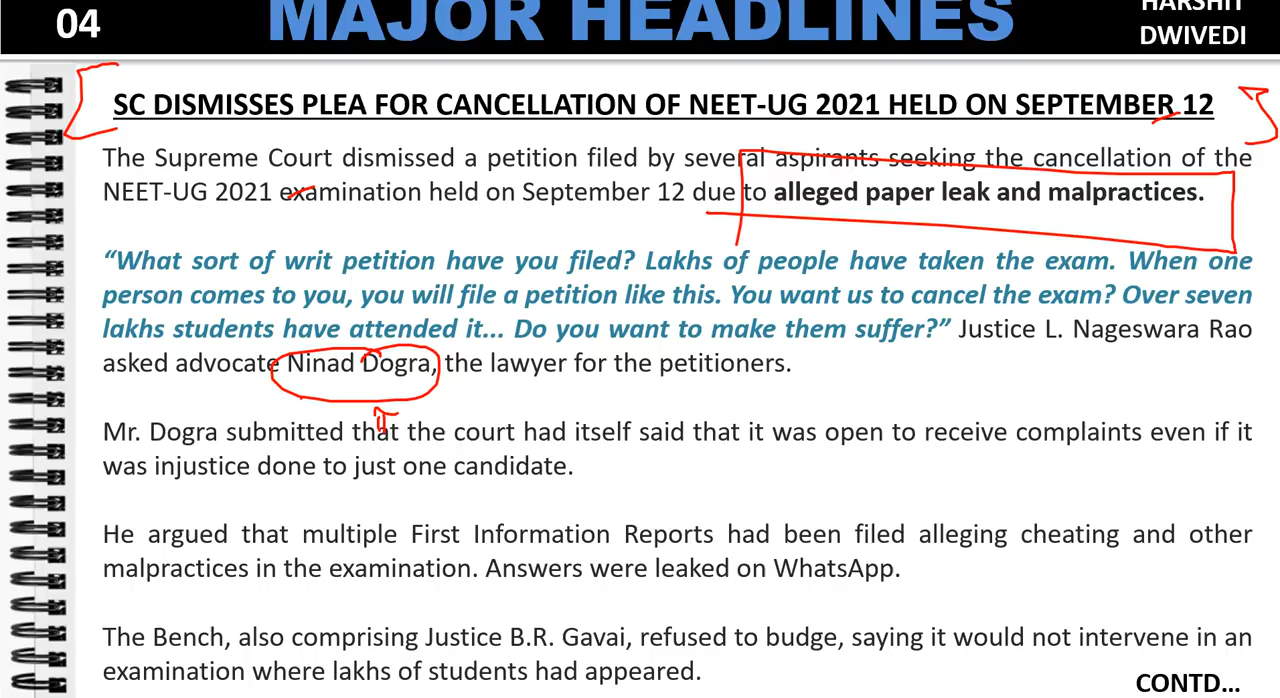 04
MAJOR HEADLINES
HARSHIT
DWIVEDI
SC DISMISSES PLEA FOR CANCELLATION OF NEET-UG 2021 HELD ON SEPTEMBER 12
The Supreme Court dismissed a petition filed by several aspirants seeking the cancellation of the
NEET-UG 2021 examination held on September 12 due to alleged paper leak and malpractices.
“What sort of writ petition have you filed? Lakhs of people have taken the exam. When one
person comes to you, you will file a petition like this. You want us to cancel the exam? Over seven
lakhs students have attended it... Do you want to make them suffer?” Justice L. Nageswara Rao
asked advocate Ninad Dogra, the lawyer for the petitioners.
Mr. Dogra submitted that the court had itself said that it was open to receive complaints even if it
was injustice done to just one candidate.
He argued that multiple First Information Reports had been filed alleging cheating and other
malpractices in the examination. Answers were leaked on WhatsApp.
The Bench, also comprising Justice B.R. Gavai, refused to budge, saying it would not intervene in an
examination where lakhs of students had appeared.
CONTD...